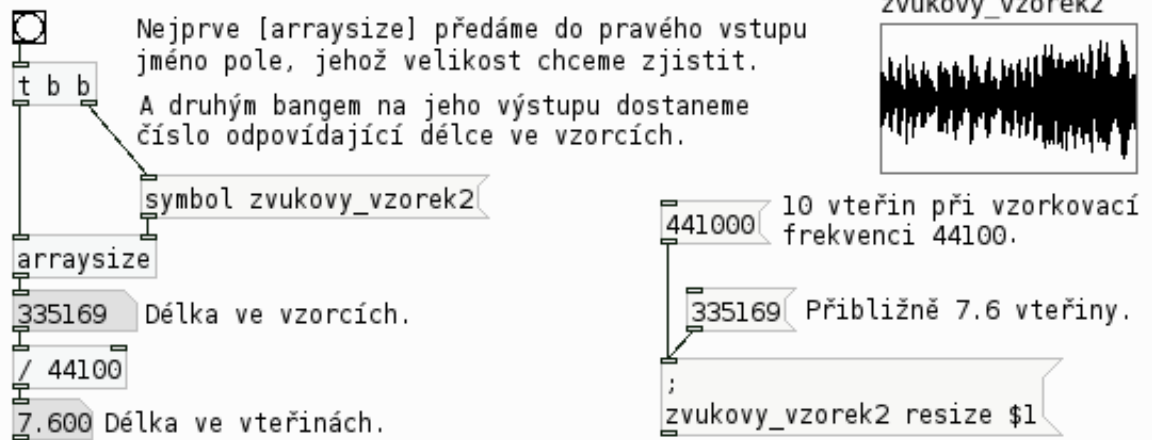 zvukovy_vzorek2
Nejprve [arraysize] předáme do pravého vstupu
jméno pole, jehož velikost chceme zjistit.
t b b
A druhým bangem na jeho výstupu dostaneme
číslo odpovídající délce ve vzorcích.
symbol zvukovy_vzorek2
arraysize
335169 Délka ve vzorcích.
/ 44100
7.600 Délka ve vteřinách.
441000
10 vteřin při vzorkovací
frekvenci 44100.
335169 Přibližně 7.6 vteřiny.
;
zvukovy_vzorek2 resize $1